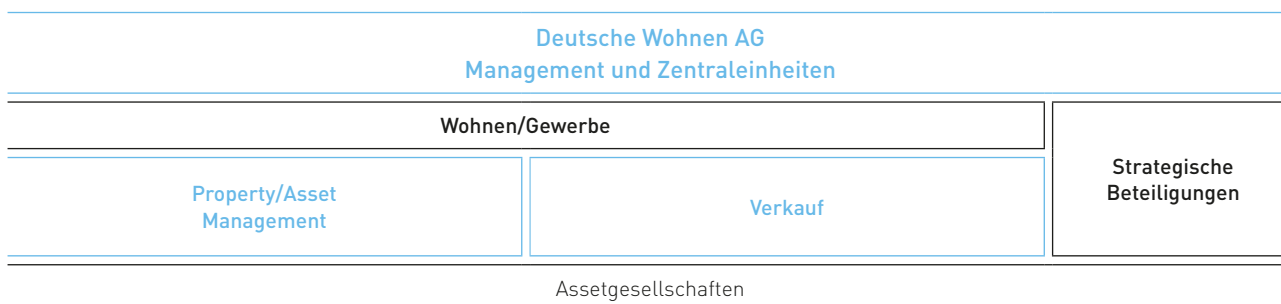 Deutsche Wohnen AG
Management und Zentraleinheiten
Wohnen/Gewerbe
Property/Asset
Management
Verkauf
Strategische
Beteiligungen
Assetgesellschaften